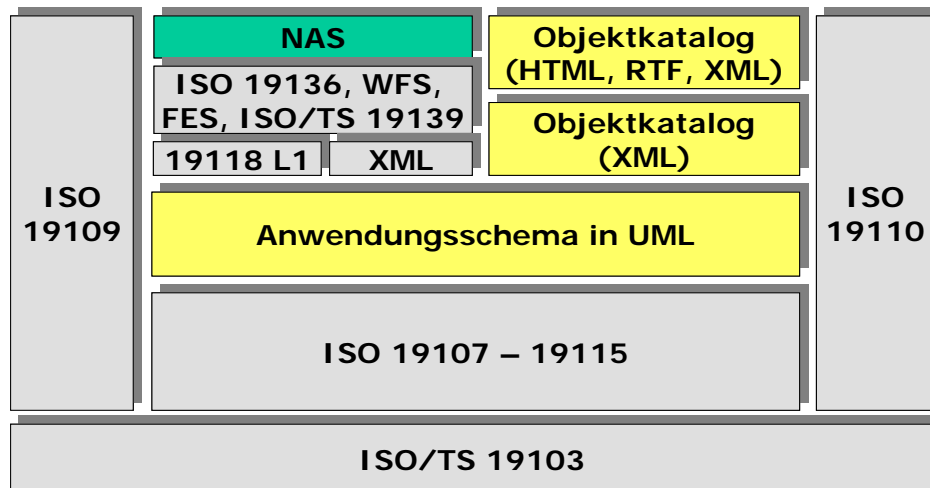 NAS
ISO 19136, WFS,
FES, ISO/TS 19139
19118 L1
XML
Objektkatalog
(HTML, RTF, XML)
Objektkatalog
(XML)
ISO
19109
Anwendungsschema in UML
ISO
19110
ISO 19107 – 19115
ISO/TS 19103